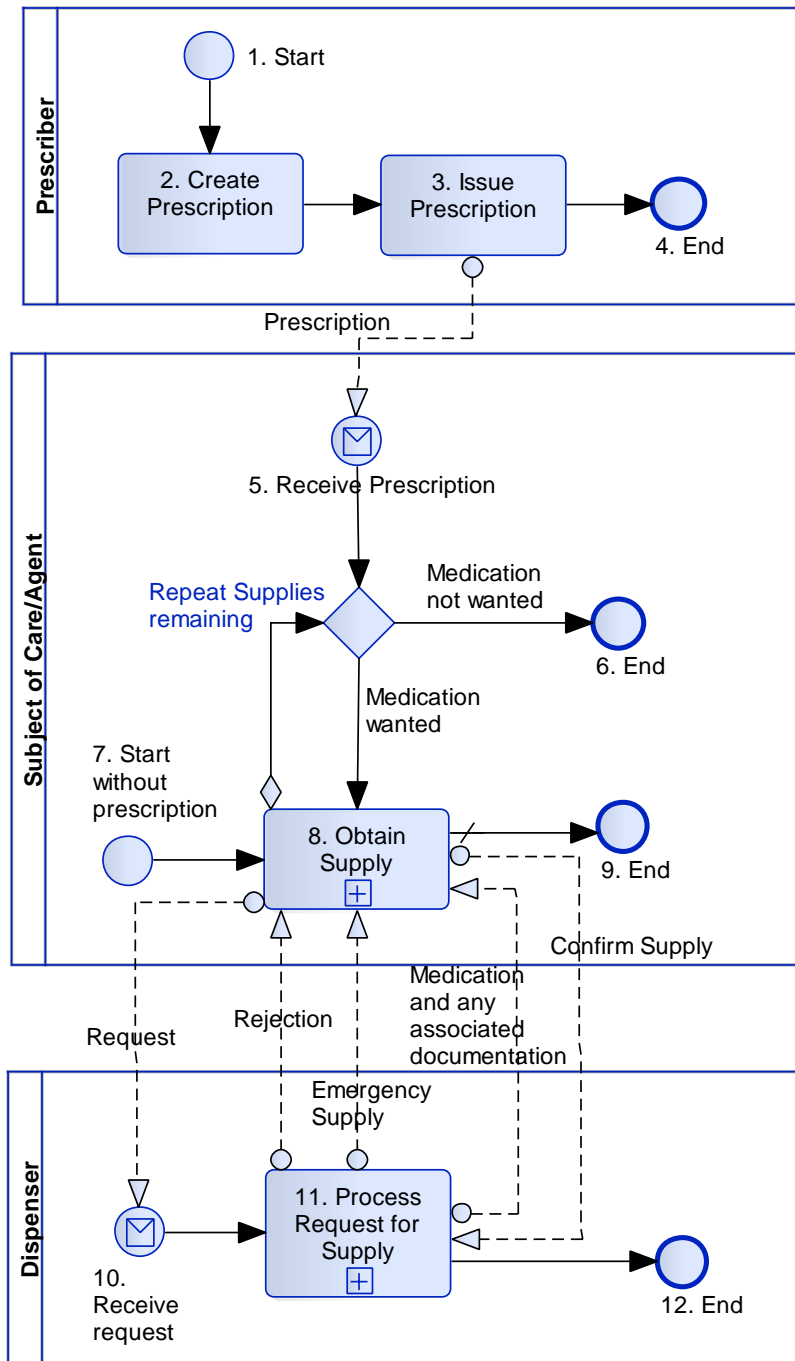 Prescriber
1. Start
2. Create
Prescription
3. Issue
Prescription
4. End
Prescription
Subject of Care/Agent
5. Receive Prescription
Repeat Supplies
remaining
Medication
not wanted
6. End
Medication
wanted
7. Start
without
prescription
8. Obtain
Supply
9. End
Confirm Supply
Medication
and any
associated
documentation
Request
Rejection
Emergency
Supply
Dispenser
10.
Receive
request
11. Process
Request for
Supply
12. End